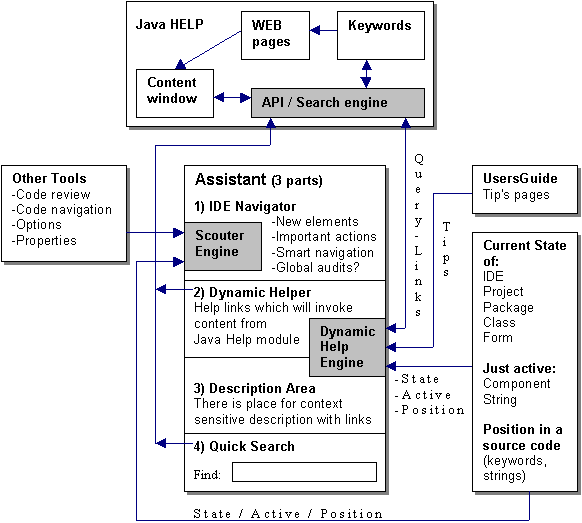 Java HELP
WEB
pages
Keywords
Content
window
API / Search engine
Other Tools
-Code review
-Code navigation
-Options
-Properties
Assistant (3 parts)
1) IDE Navigator
Scouter
Engine
-New elements
-Important actions
-Smart navigation
-Global audits?
2) Dynamic Helper
Help links which will invoke
content from
Java Help module
Dynamic
Help
Engine
3) Description Area
There is place for context
sensitive description with links
4) Quick Search
Find:
Query-Links
Tips
UsersGuide
Tip's pages
Current State
of:
IDE
Project
Package
Class
Form
Just active:
Component
String
Position in a
source code
(keywords,
strings)
-State
-Active
-Position
State / Active / Position